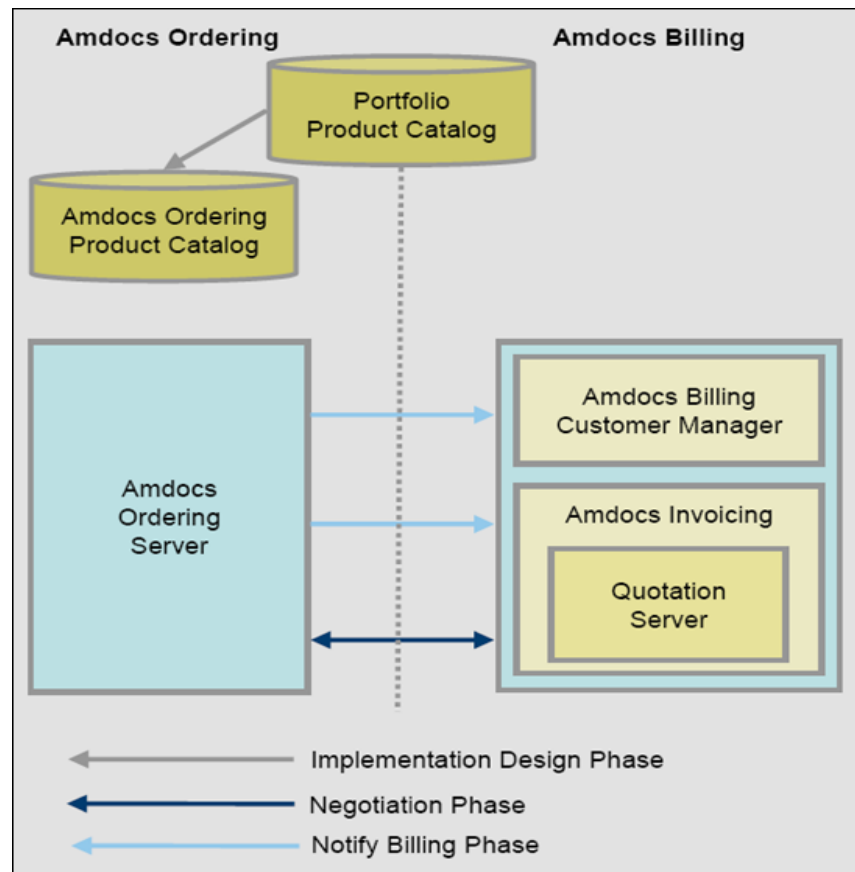 Amdocs Ordering
Amdocs Billing
Portfolio
Product Catalog
Amdocs Ordering
Product Catalog
Amdocs
Ordering
Server
Amdocs Billing
Customer Manager
Amdocs Invoicing
Quotation
Server
Implementation Design Phase
Negotiation Phase
Notify Billing Phase